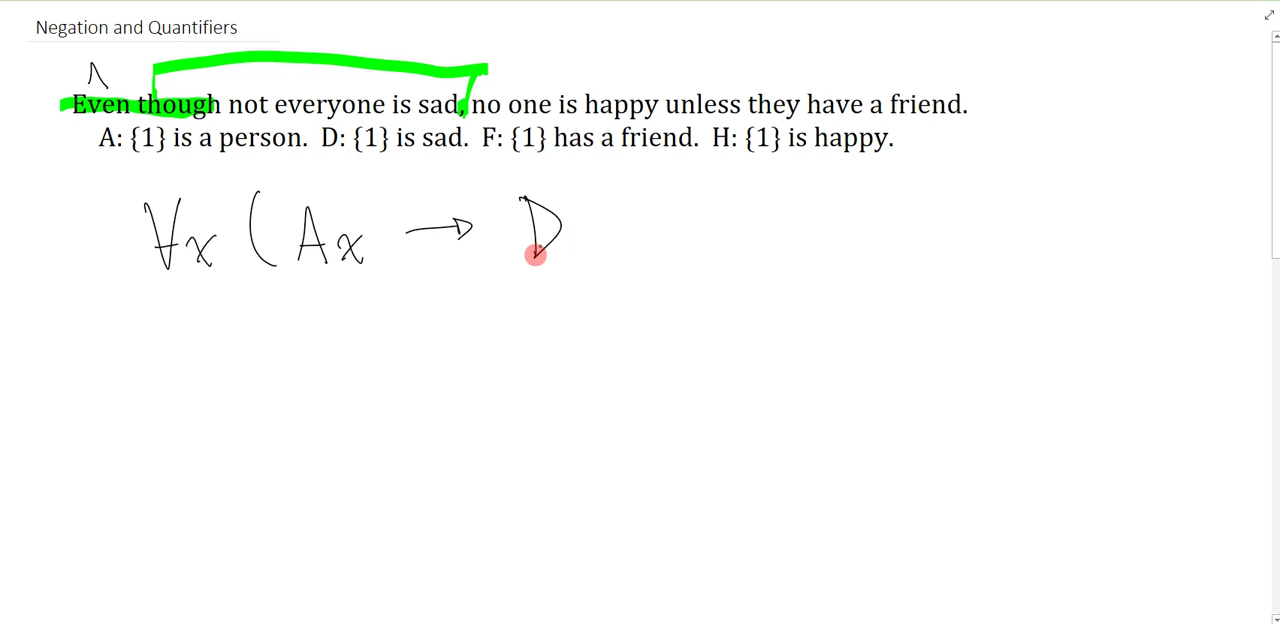 Negation and Quantifiers
∧
Even though not everyone is sad, no one is happy unless they have a friend.
A: {1} is a person. D: {1} is sad. F: {1} has a friend. H: {1} is happy.
∀x (Ax → D